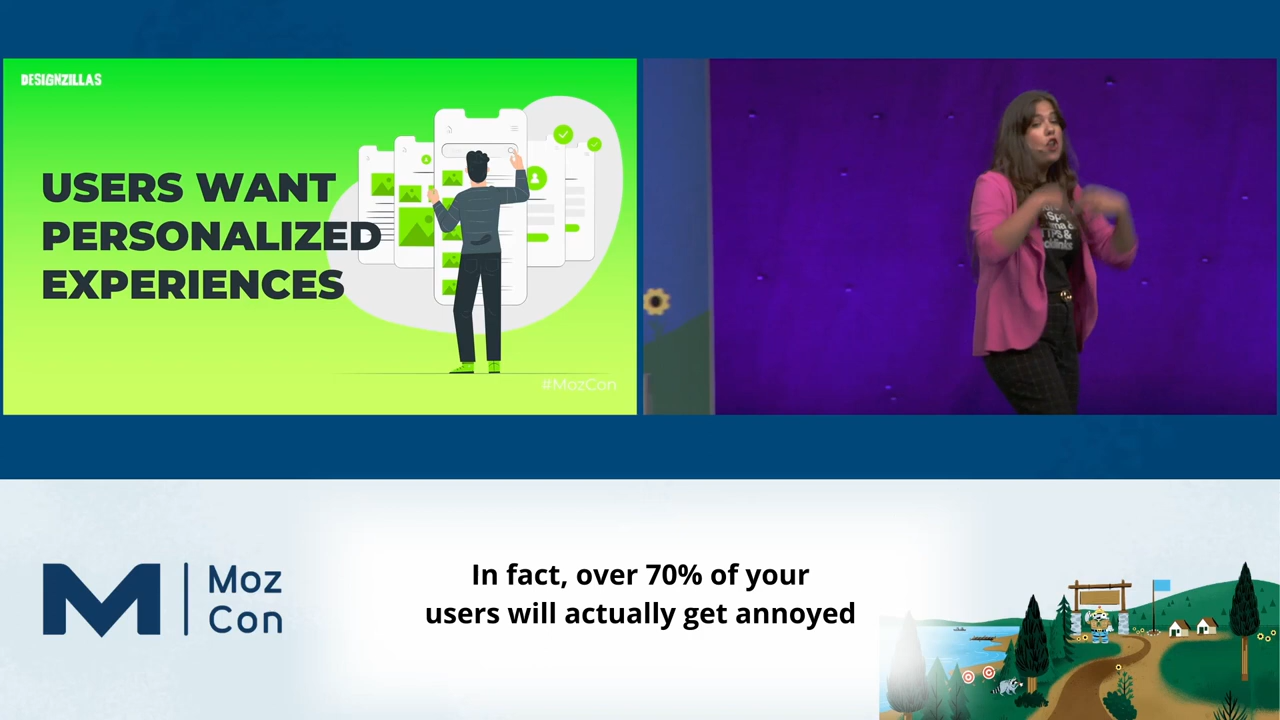 DESIGNZILLAS
USERS WANT
PERSONALIZED
EXPERIENCES
#MozCon
In fact, over 70% of your
users will actually get annoyed
M
Moz
Con